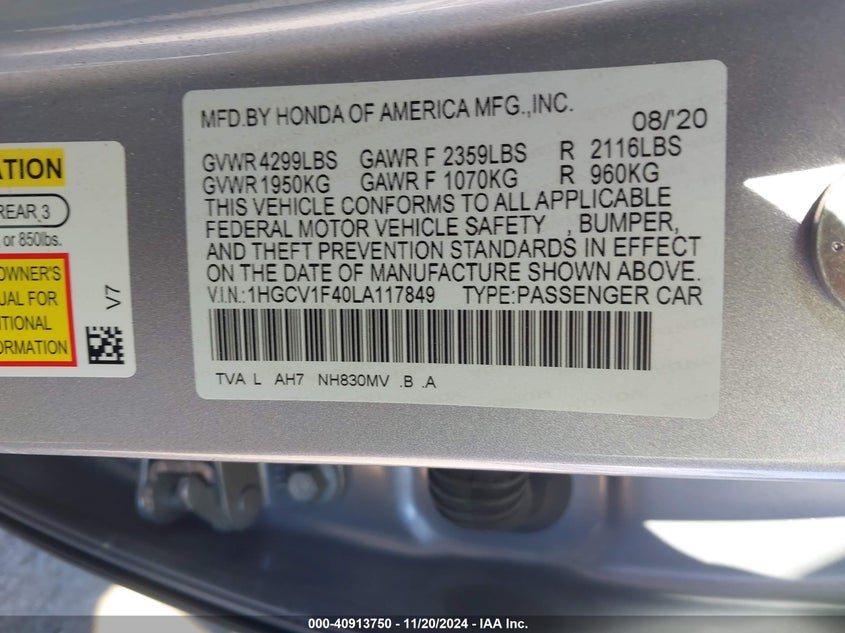 ATION
REAR 3
or 850lbs.
OWNER'S
FOR
V7
MFD.BY HONDA OF AMERICA MFG.,INC.
08/'20
GVWR 4299LBS GAWR F 2359LBS R 2116LBS
GVWR 1950KG GAWR F 1070KG R 960KG
THIS VEHICLE CONFORMS TO ALL APPLICABLE
FEDERAL MOTOR VEHICLE SAFETY , BUMPER,
AND THEFT PREVENTION STANDARDS IN EFFECT
ON THE DATE OF MANUFACTURE SHOWN ABOVE.
V.I.N.:1HGCV1F40LA117849 TYPE:PASSENGER CAR
TVA L AH7 NH830MV .B .A
000-40913750 - 11/20/2024 - IAA Inc.